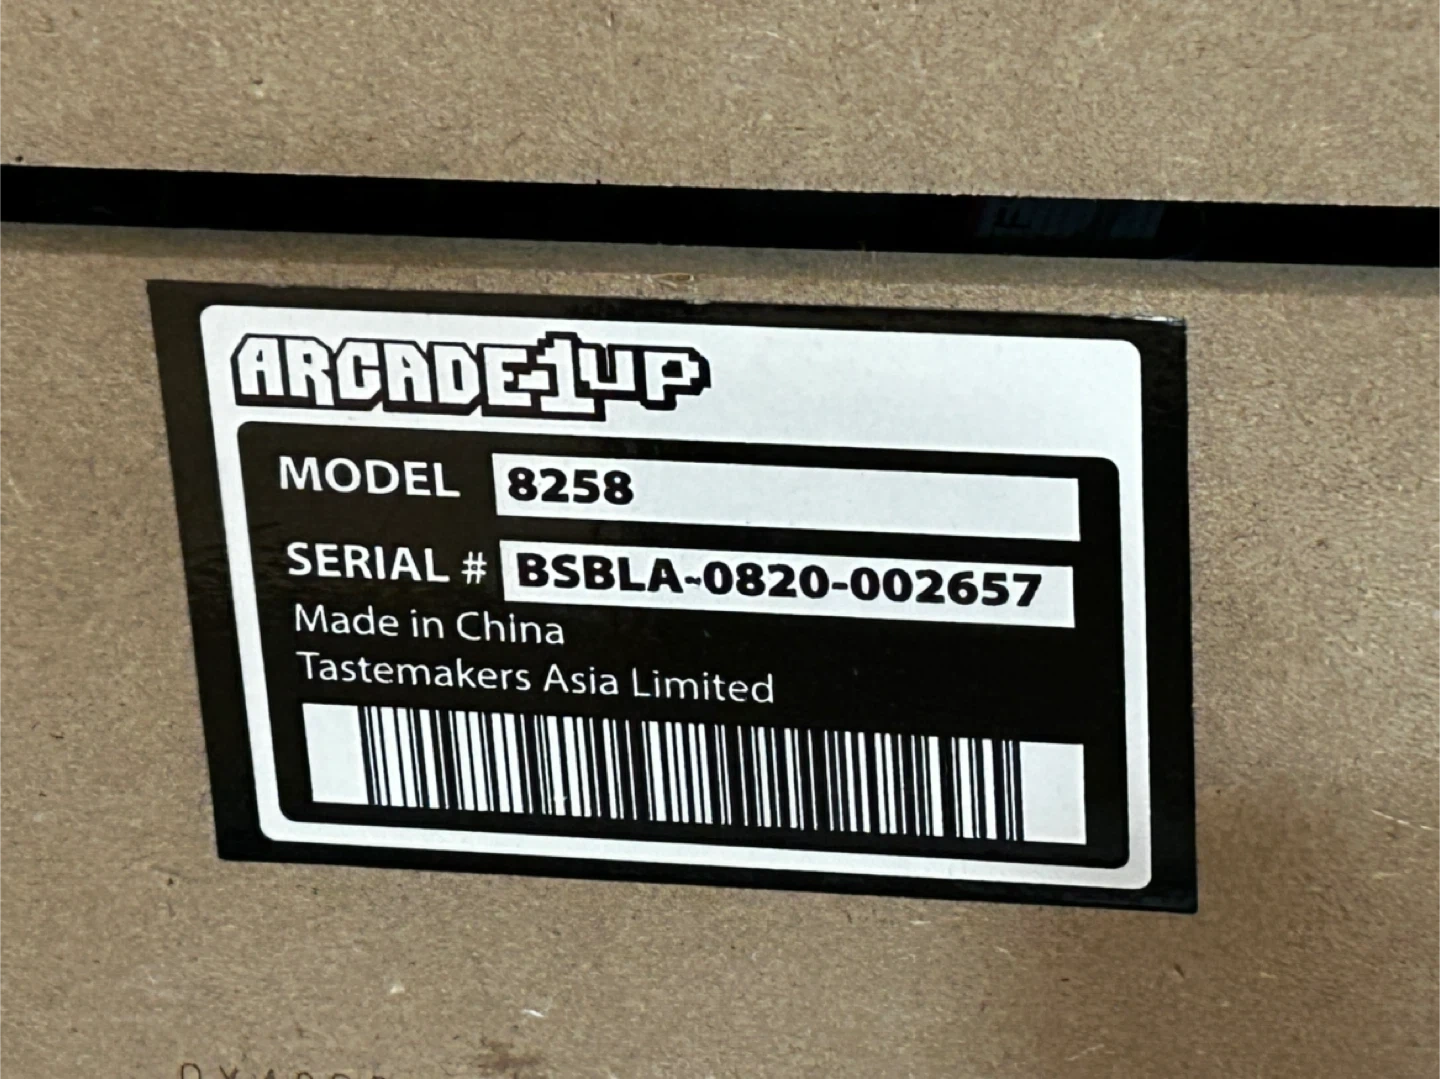 ARCADE1UP
MODEL 8258
SERIAL # BSBLA-0820-002657
Made in China
Tastemakers Asia Limited